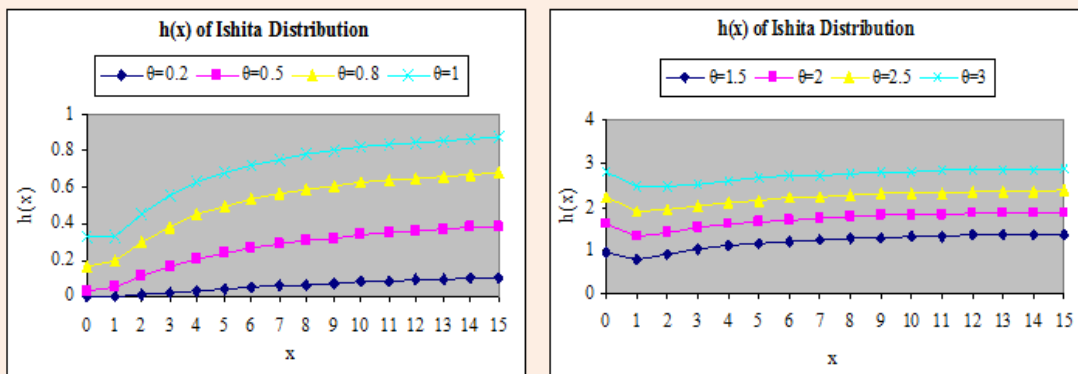 h(x) of Ishita Distribution
θ=0.2 θ=0.5 θ=0.8 θ=1
1
0.8
0.6
0.4
0.2
0
h(x)
0 1 2 3 4 5 6 7 8 9 10 11 12 13 14 15
x
h(x) of Ishita Distribution
θ=1.5 θ=2 θ=2.5 θ=3
4
3
2
1
0
h(x)
0 1 2 3 4 5 6 7 8 9 10 11 12 13 14 15
x